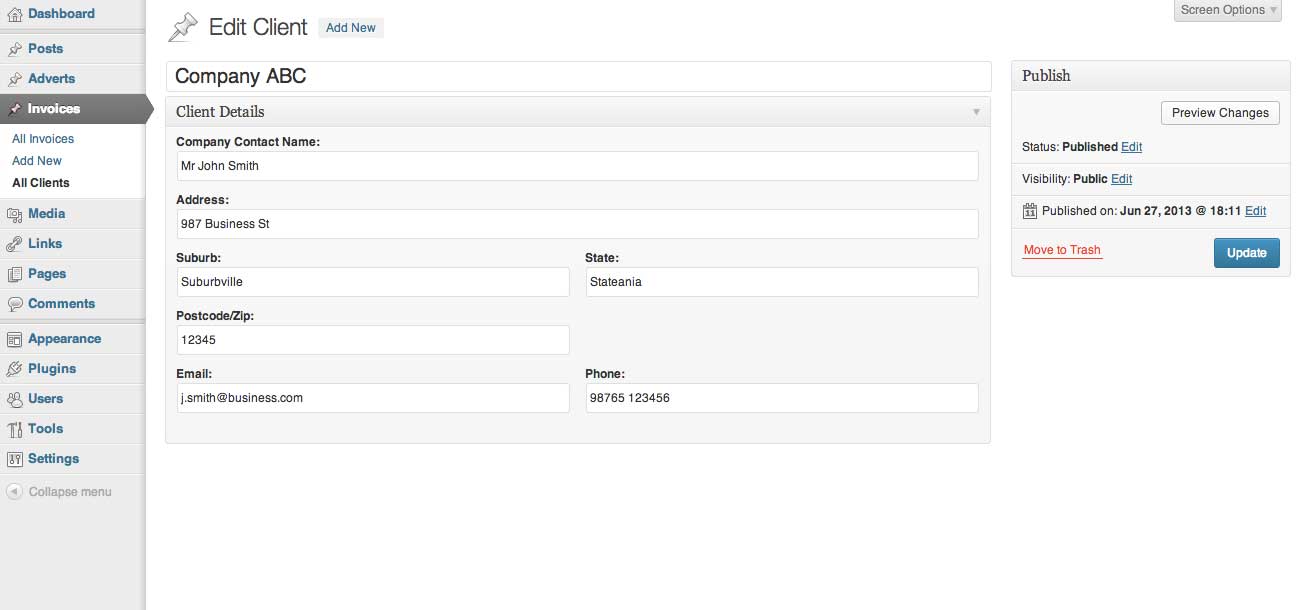 Dashboard
Posts
Adverts
Invoices
All Invoices
Add New
All Clients
Media
Links
Pages
Comments
Appearance
Plugins
Users
Tools
Settings
Collapse menu
Screen Options
Edit Client Add New
Company ABC
Client Details
Company Contact Name:
Mr John Smith
Address:
987 Business St
Suburb: State:
Suburbville Stateania
Postcode/Zip:
12345
Email: Phone:
j.smith@business.com 98765 123456
Publish
Preview Changes
Status: Published Edit
Visibility: Public Edit
11 Published on: Jun 27, 2013 @ 18:11 Edit
Move to Trash Update